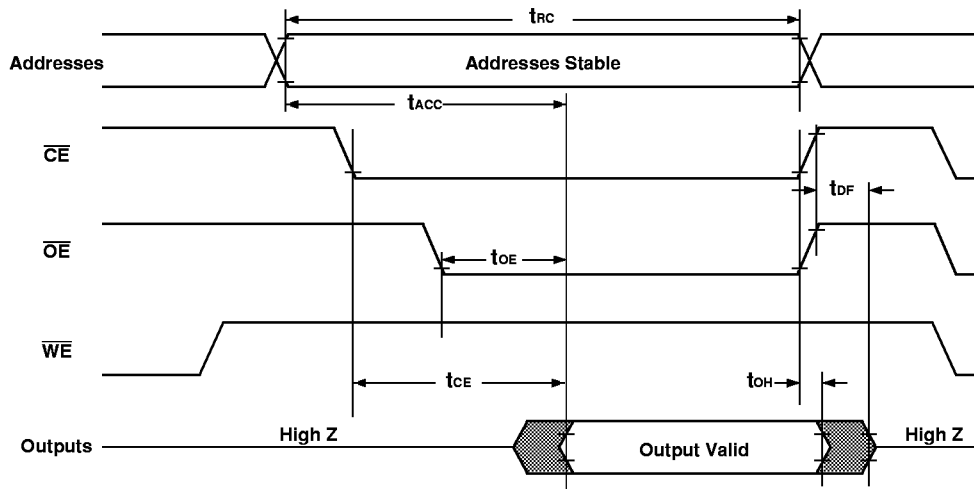 tRC
Addresses
Addresses Stable
tACC
CE
tDF
OE
tOE
WE
tCE
tOH
Outputs
High Z
Output Valid
High Z